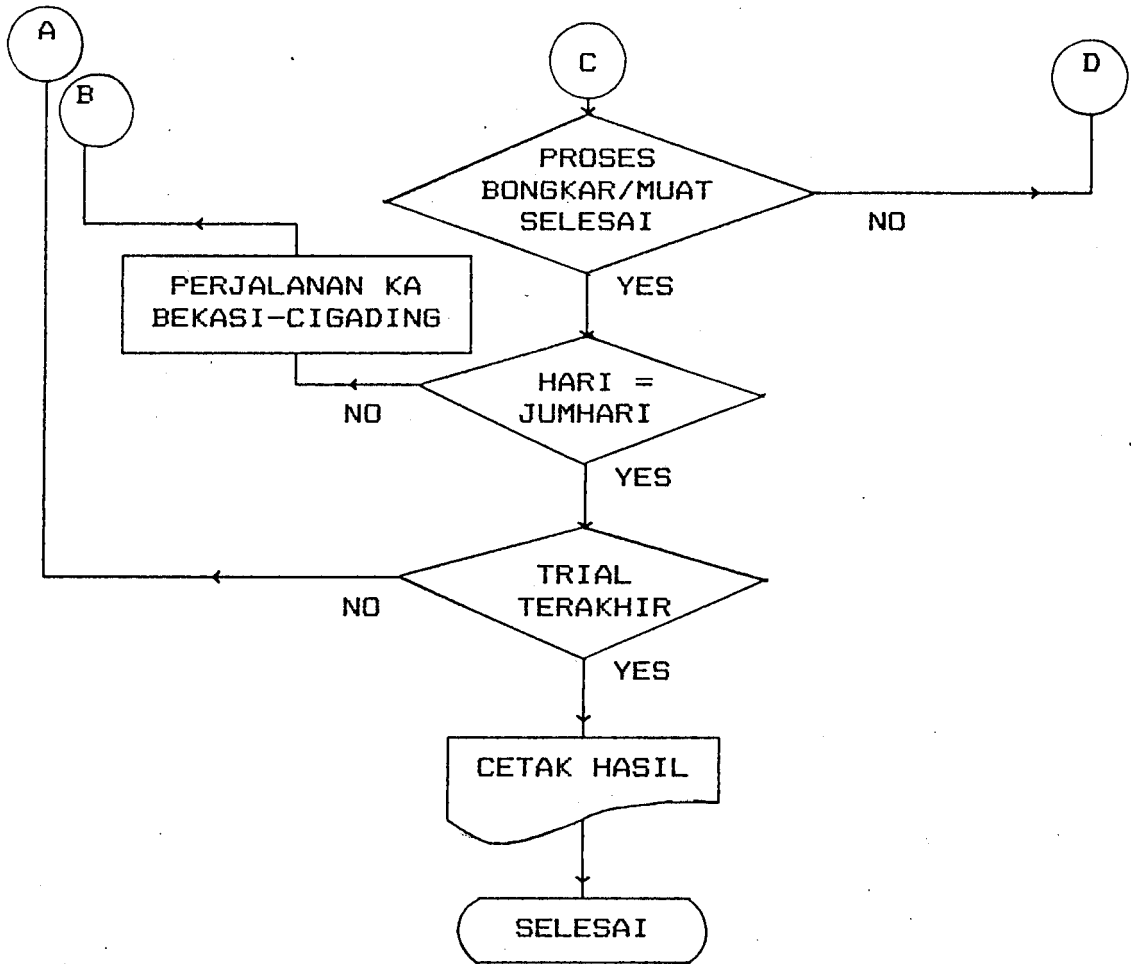 A
B
C
D
PROSES
BONGKAR/MUAT
SELESAI
NO
YES
PERJALANAN KA
BEKASI-CIGADING
HARI =
JUMHARI
NO
YES
TRIAL
TERAKHIR
NO
YES
CETAK HASIL
SELESAI